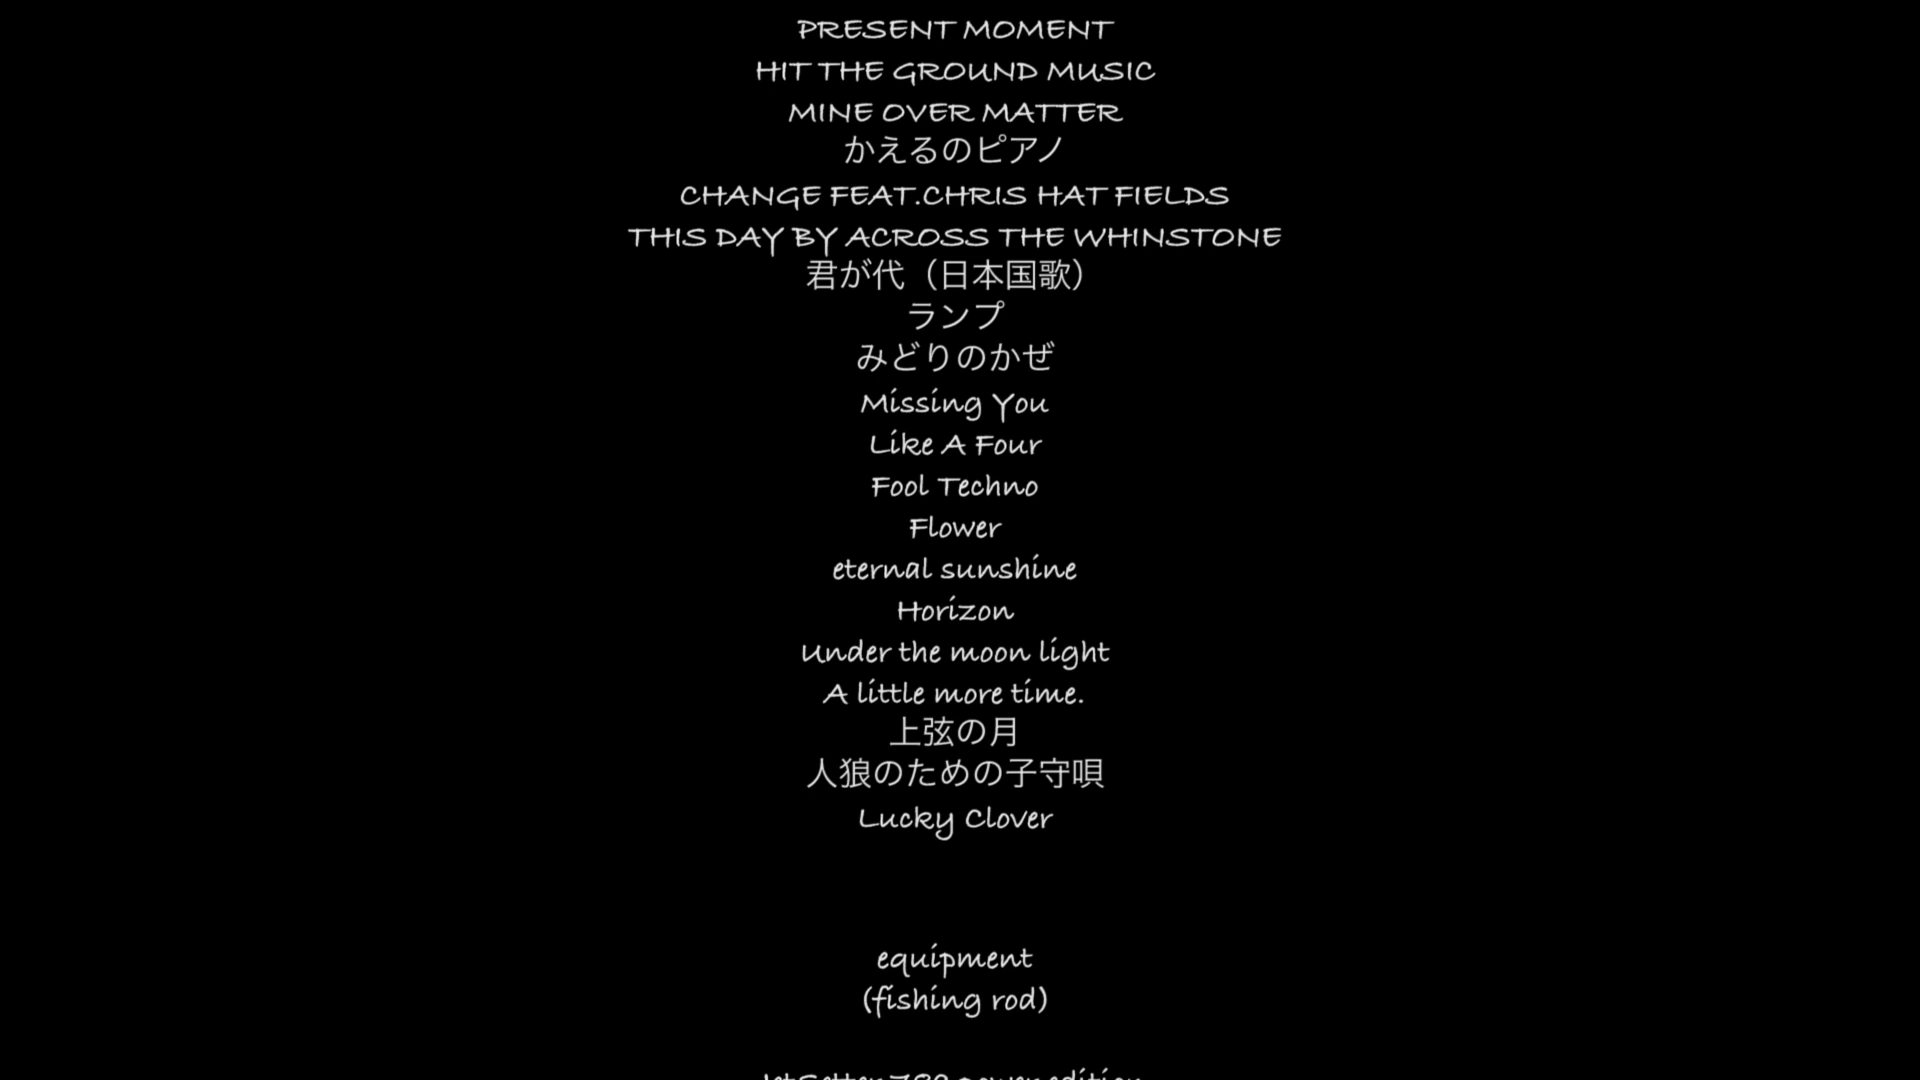 PRESENT MOMENT
HIT THE GROUND MUSIC
MINE OVER MATTER
かえるのピアノ
CHANGE FEAT.CHRIS HAT FIELDS
THIS DAY BY ACROSS THE WHINSTONE
君が代（日本国歌）
ランプ
みどりのかぜ
Missing You
Like A Four
Fool Techno
Flower
eternal sunshine
Horizon
Under the moon light
A little more time.
上弦の月
人狼のための子守唄
Lucky Clover
equipment
(fishing rod)